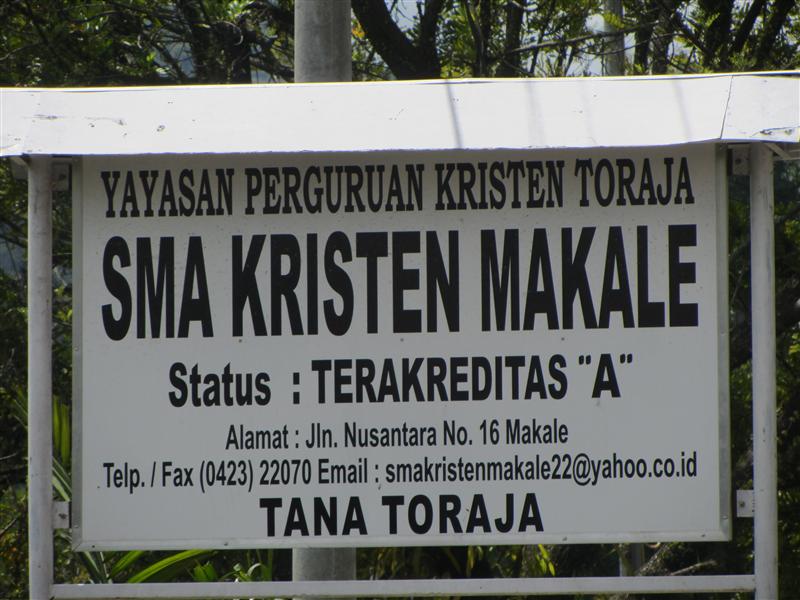 YAYASAN PERGURUAN KRISTEN TORAJA
SMA KRISTEN MAKALE
Status : TERAKREDITAS "A"
Alamat : Jln. Nusantara No. 16 Makale
Telp. / Fax (0423) 22070 Email : smakristenmakale22@yahoo.co.id
TANA TORAJA